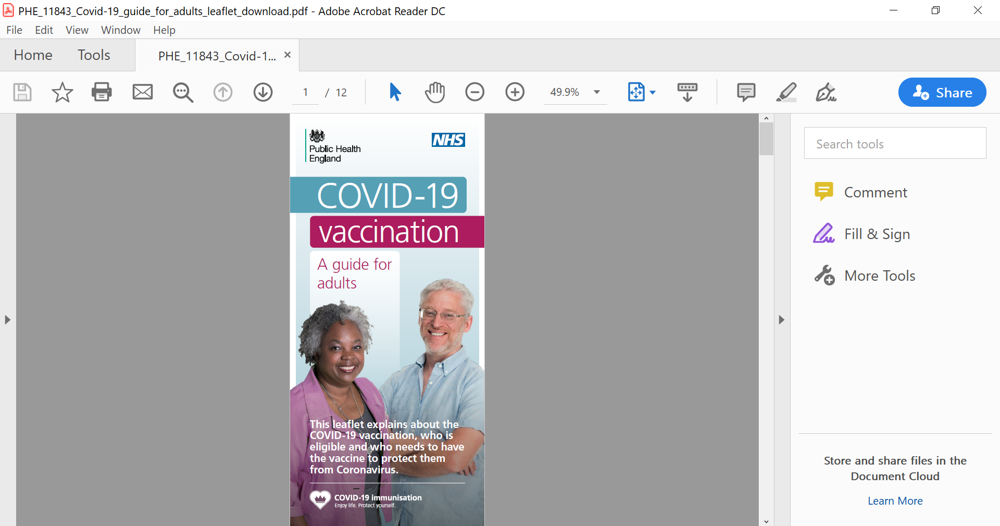 PHE_11843_Covid-19_guide_for_adults_leaflet_download.pdf - Adobe Acrobat Reader DC
File Edit View Window Help
Home Tools PHE_11843_Covid-1...
1 / 12 49.9% Share
Public Health
England
NHS
COVID-19
vaccination
A guide for
adults
This leaflet explains about the
COVID-19 vaccination, who is
eligible and who needs to have
the vaccine to protect them
from Coronavirus.
COVID-19 immunisation
Enjoy life. Protect yourself.
Search tools
Comment
Fill & Sign
More Tools
Store and share files in the
Document Cloud
Learn More